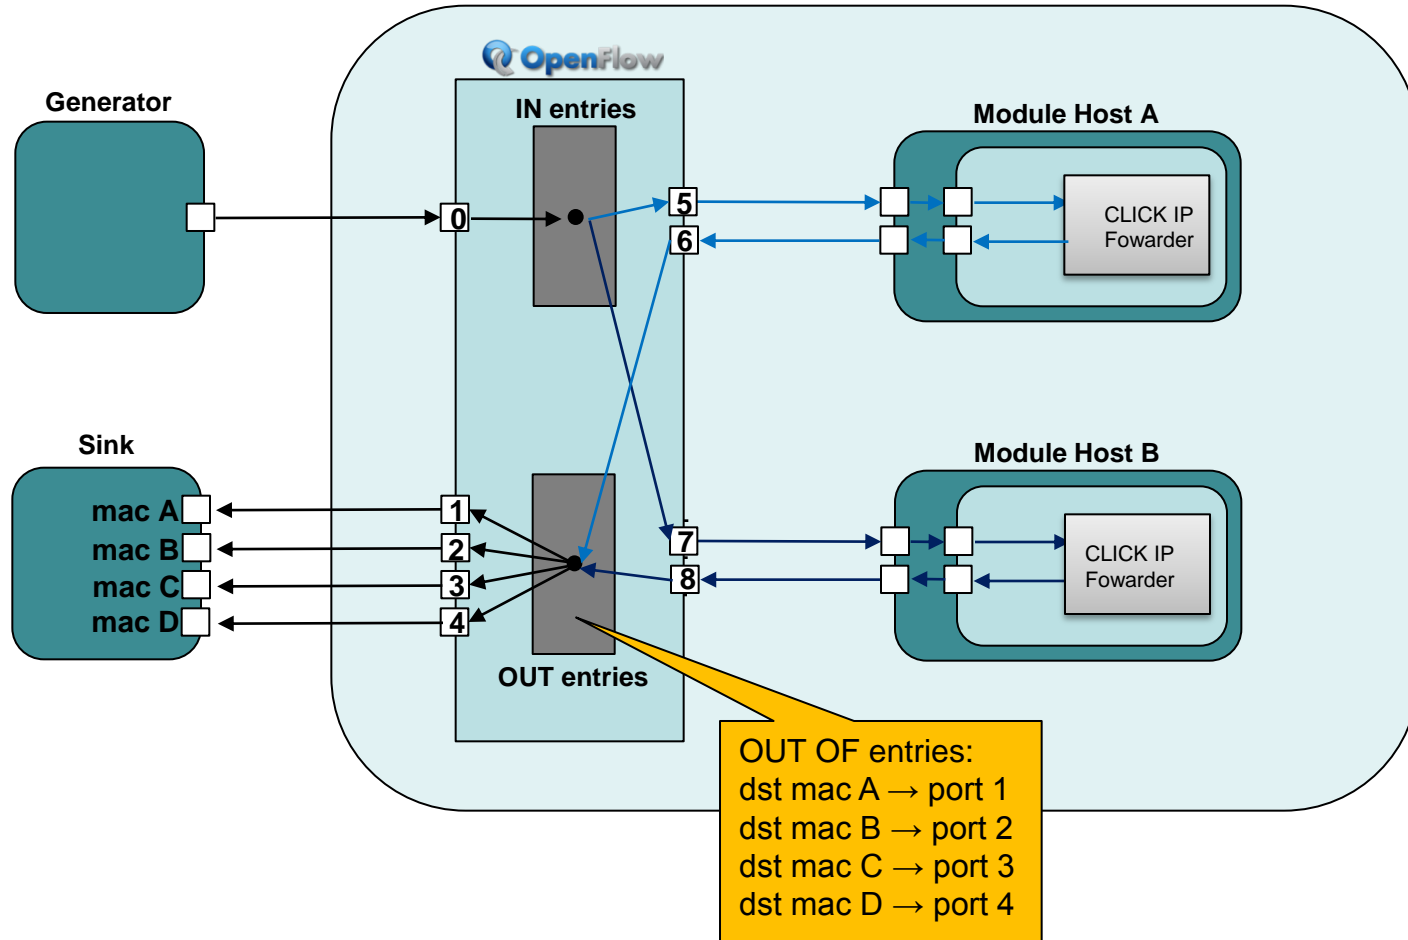 OpenFlow
Generator
IN entries
Module Host A
0
5
6
CLICK IP
Fowarder
Sink
mac A
mac B
mac C
mac D
1
2
3
4
7
8
Module Host B
CLICK IP
Fowarder
OUT entries
OUT OF entries:
dst mac A → port 1
dst mac B → port 2
dst mac C → port 3
dst mac D → port 4